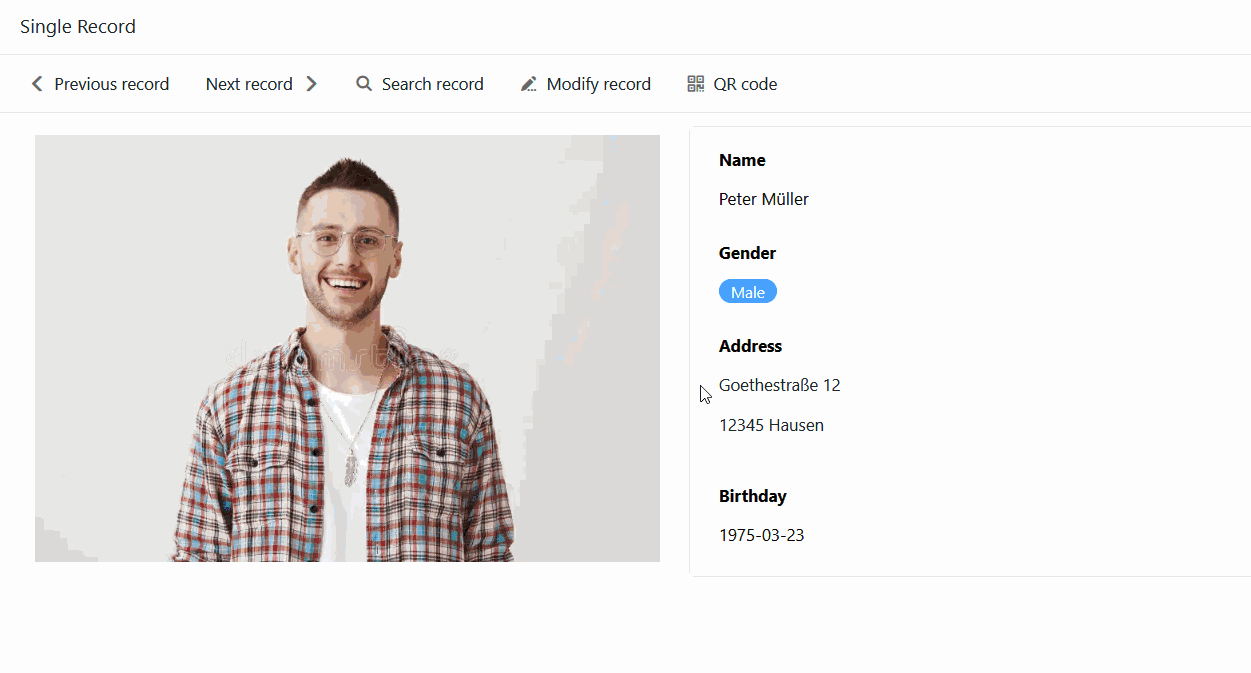 Single Record
Previous record Next record Search record Modify record QR code
Name
Peter Müller
Gender
Male
Address
Goethestraße 12
12345 Hausen
Birthday
1975-03-23